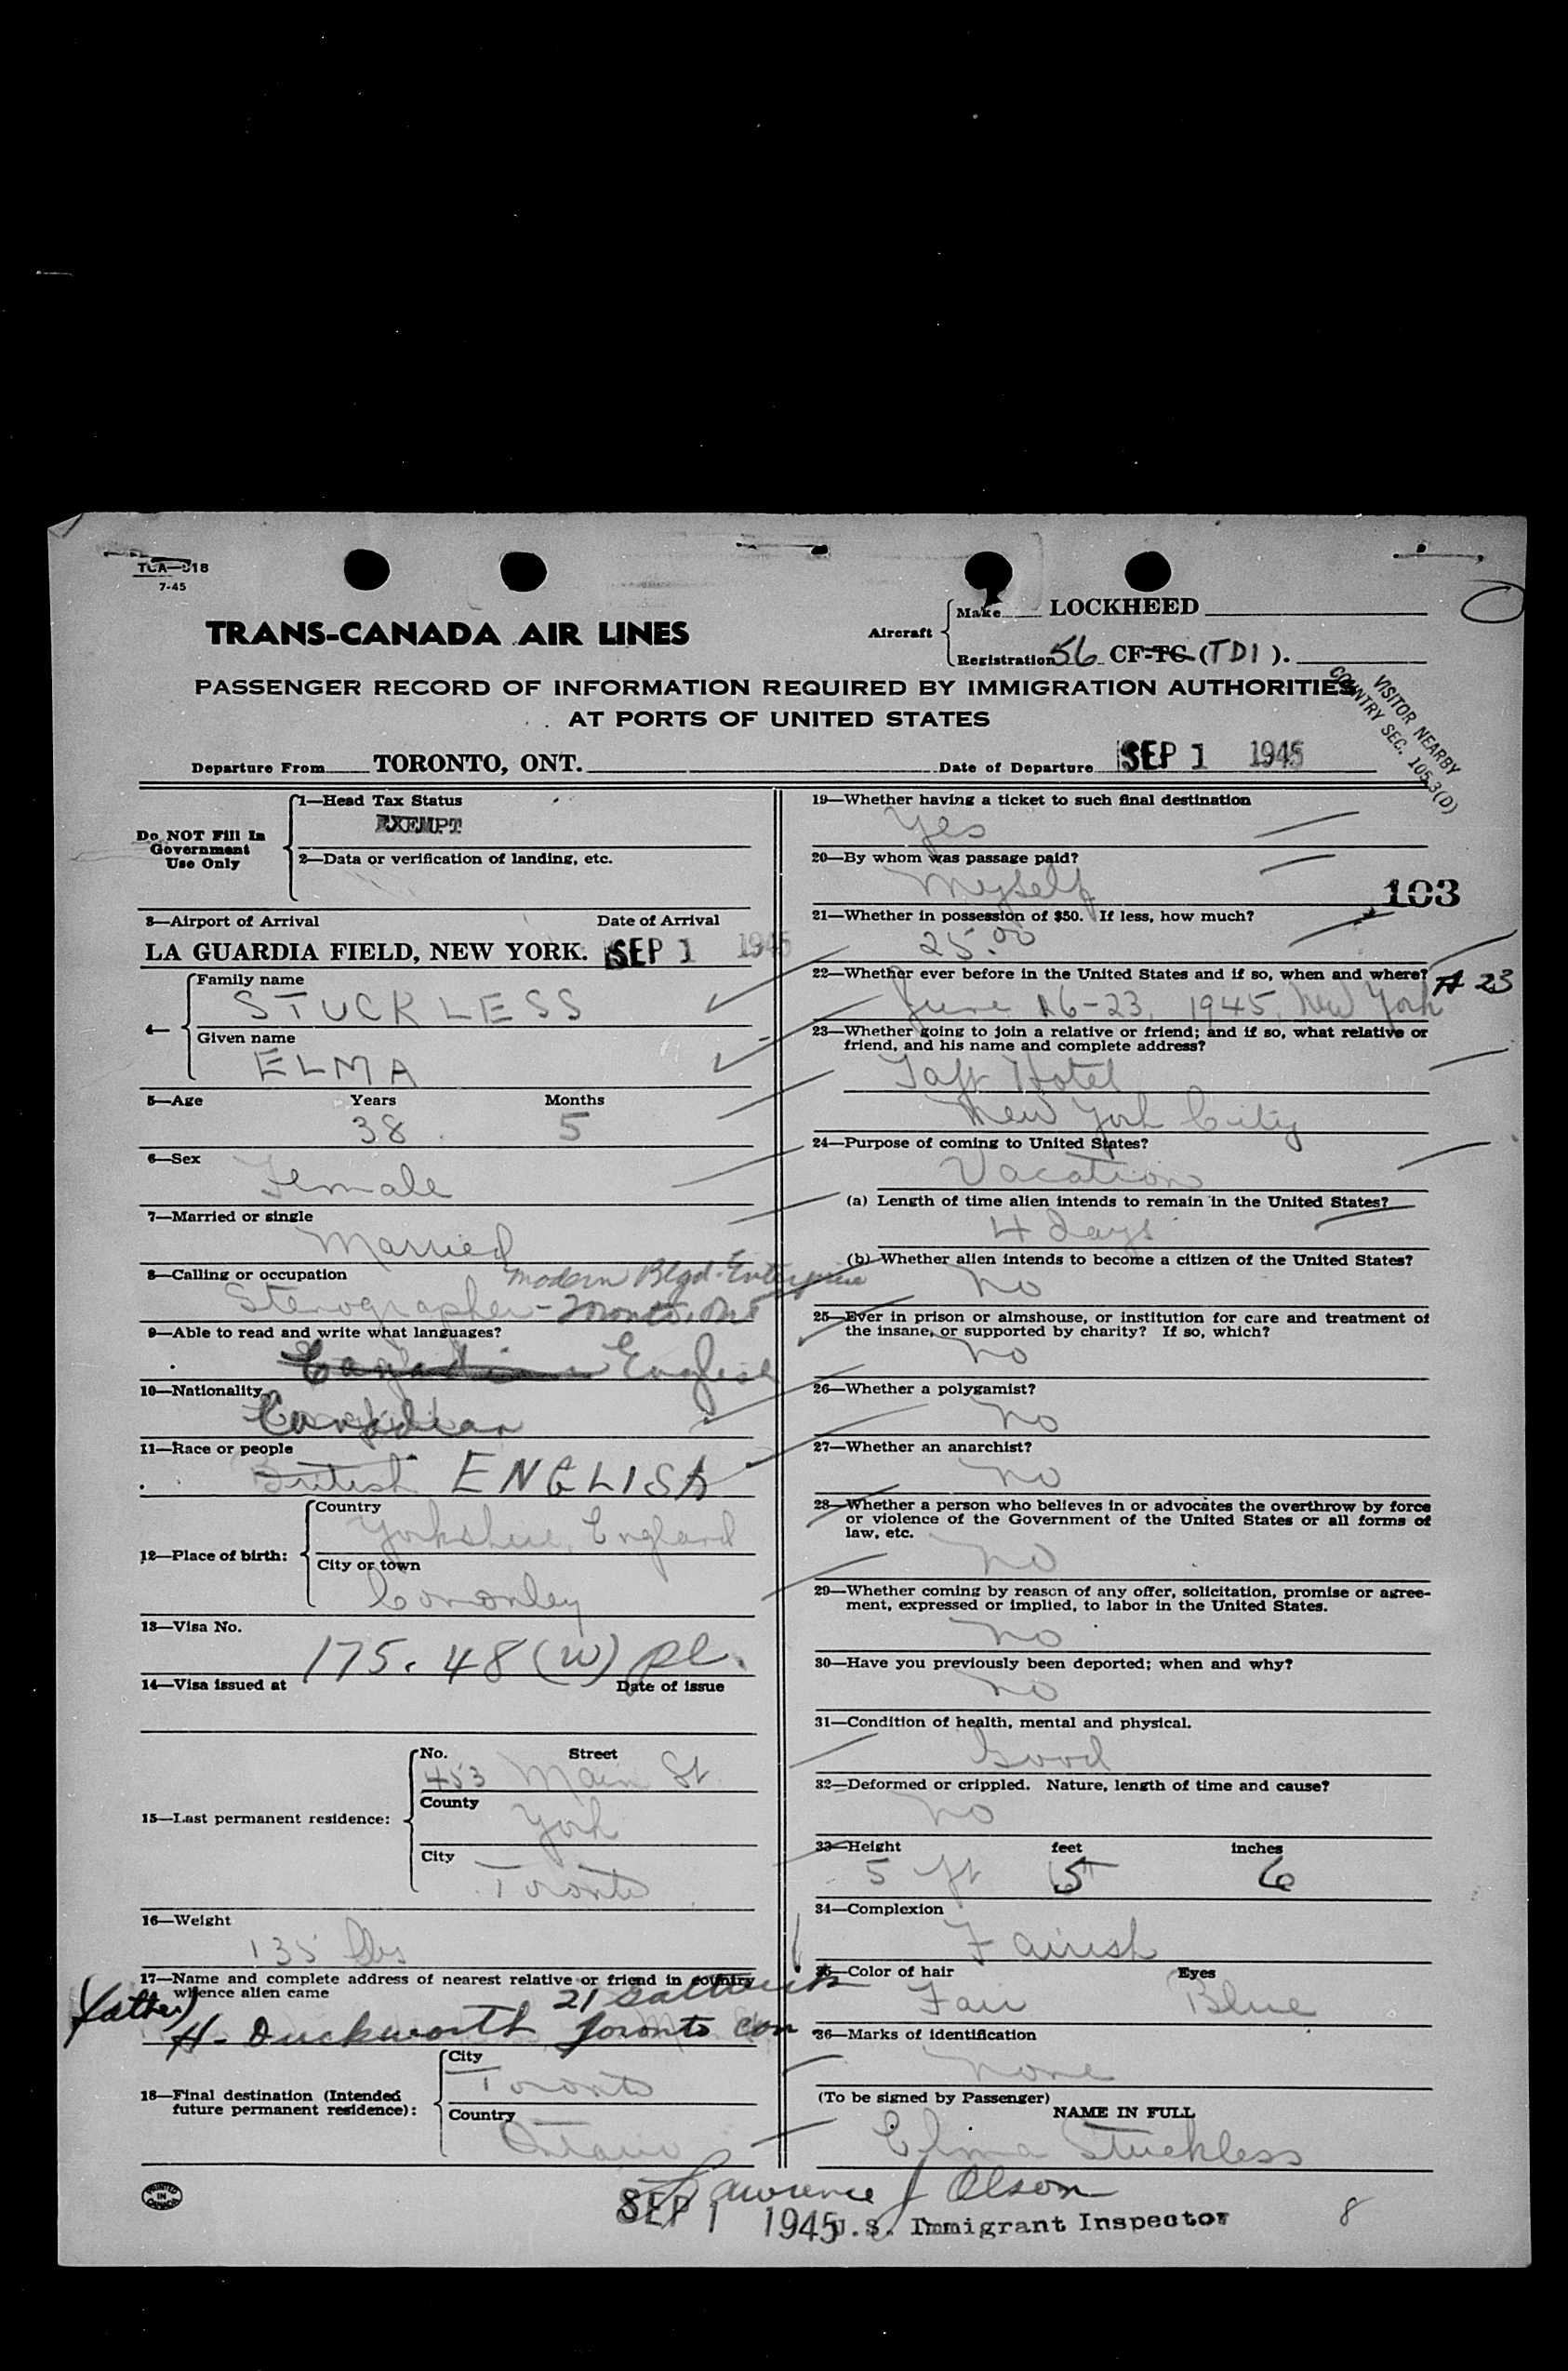 TCA—918
7-45
TRANS-CANADA AIR LINES
Aircraft
Make LOCKHEED
Registration 56 CF-TC (TD1).
PASSENGER RECORD OF INFORMATION REQUIRED BY IMMIGRATION AUTHORITIES
AT PORTS OF UNITED STATES
VISITOR NEARBY
COUNTRY SEC. 105.3(D)
Departure From TORONTO, ONT. Date of Departure SEP 1 1945
Do NOT Fill In
Government
Use Only
1—Head Tax Status
EXEMPT
2—Data or verification of landing, etc.
3—Airport of Arrival Date of Arrival
LA GUARDIA FIELD, NEW YORK. SEP 1 1945
4—
Family name
STUCKLESS
Given name
ELMA
5—Age Years Months
38 5
6—Sex
Female
7—Married or single
Married
8—Calling or occupation Modern Blgd. Enterprise
Stenographer - Toronto, Ont
9—Able to read and write what languages?
Canadian English
10—Nationality
Canadian
11—Race or people
British ENGLISH
12—Place of birth:
Country
Yorkshire, England
City or town
Cononley
13—Visa No.
175.48 (W) pl.
14—Visa issued at Date of issue
15—Last permanent residence:
No. Street
453 Main St.
County
York
City
Toronto
16—Weight
135 lbs
17—Name and complete address of nearest relative or friend in country
whence alien came
(father) 21
H. Duckworth Toronto Can
18—Final destination (Intended
future permanent residence):
City
Toronto
Country
Ontario
19—Whether having a ticket to such final destination
Yes
20—By whom was passage paid?
Myself
103
21—Whether in possession of $50. If less, how much?
25.00
22—Whether ever before in the United States and if so, when and where?
# 23
June 16-23, 1945, New York
23—Whether going to join a relative or friend; and if so, what relative or
friend, and his name and complete address?
Taft Hotel
New York City
24—Purpose of coming to United States?
Vacation
(a) Length of time alien intends to remain in the United States?
4 days
(b) Whether alien intends to become a citizen of the United States?
No
25—Ever in prison or almshouse, or institution for care and treatment of
the insane, or supported by charity? If so, which?
No
26—Whether a polygamist?
No
27—Whether an anarchist?
No
28—Whether a person who believes in or advocates the overthrow by force
or violence of the Government of the United States or all forms of
law, etc.
No
29—Whether coming by reason of any offer, solicitation, promise or agree-
ment, expressed or implied, to labor in the United States.
No
30—Have you previously been deported; when and why?
No
31—Condition of health, mental and physical.
Good
32—Deformed or crippled. Nature, length of time and cause?
No
33—Height feet inches
5 ft 5 6
34—Complexion
Fairish
35—Color of hair Eyes
Fair Blue
36—Marks of identification
None
(To be signed by Passenger)
NAME IN FULL
Elma Stuckless
PRINTED IN CANADA
Lawrence J Olson
SEP 1 1945 U.S. Immigrant Inspector
8